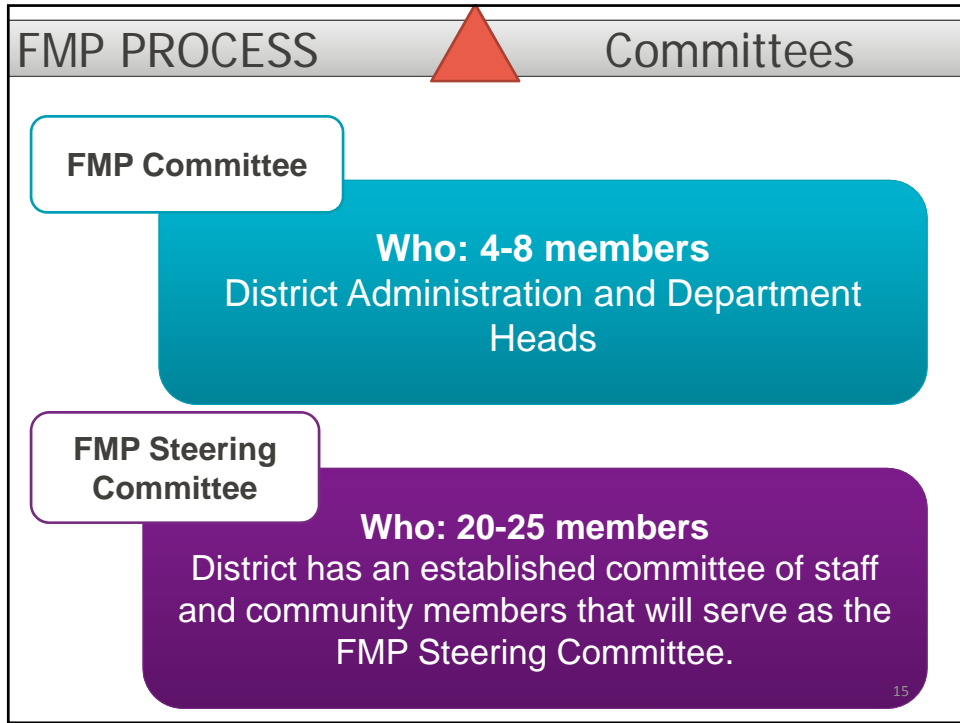 FMP PROCESS Committees
FMP Committee
Who: 4-8 members
District Administration and Department
Heads
FMP Steering
Committee
Who: 20-25 members
District has an established committee of staff
and community members that will serve as the
FMP Steering Committee.
15